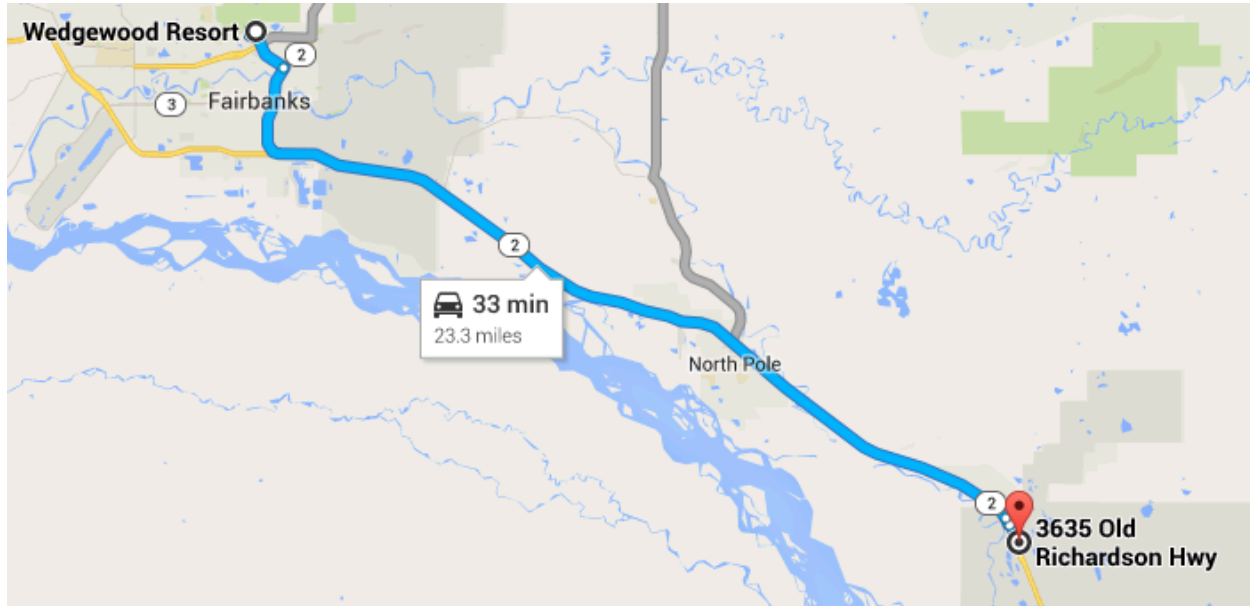 Wedgewood Resort
2
3
Fairbanks
2
33 min
23.3 miles
North Pole
2
3635 Old
Richardson Hwy